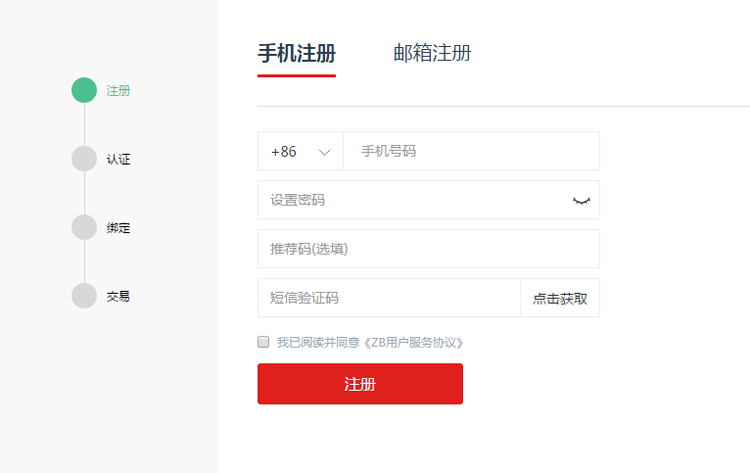 手机注册 邮箱注册
注册
认证
绑定
交易
+86 手机号码
设置密码
推荐码(选填)
短信验证码 点击获取
我已阅读并同意《ZB用户服务协议》
注册